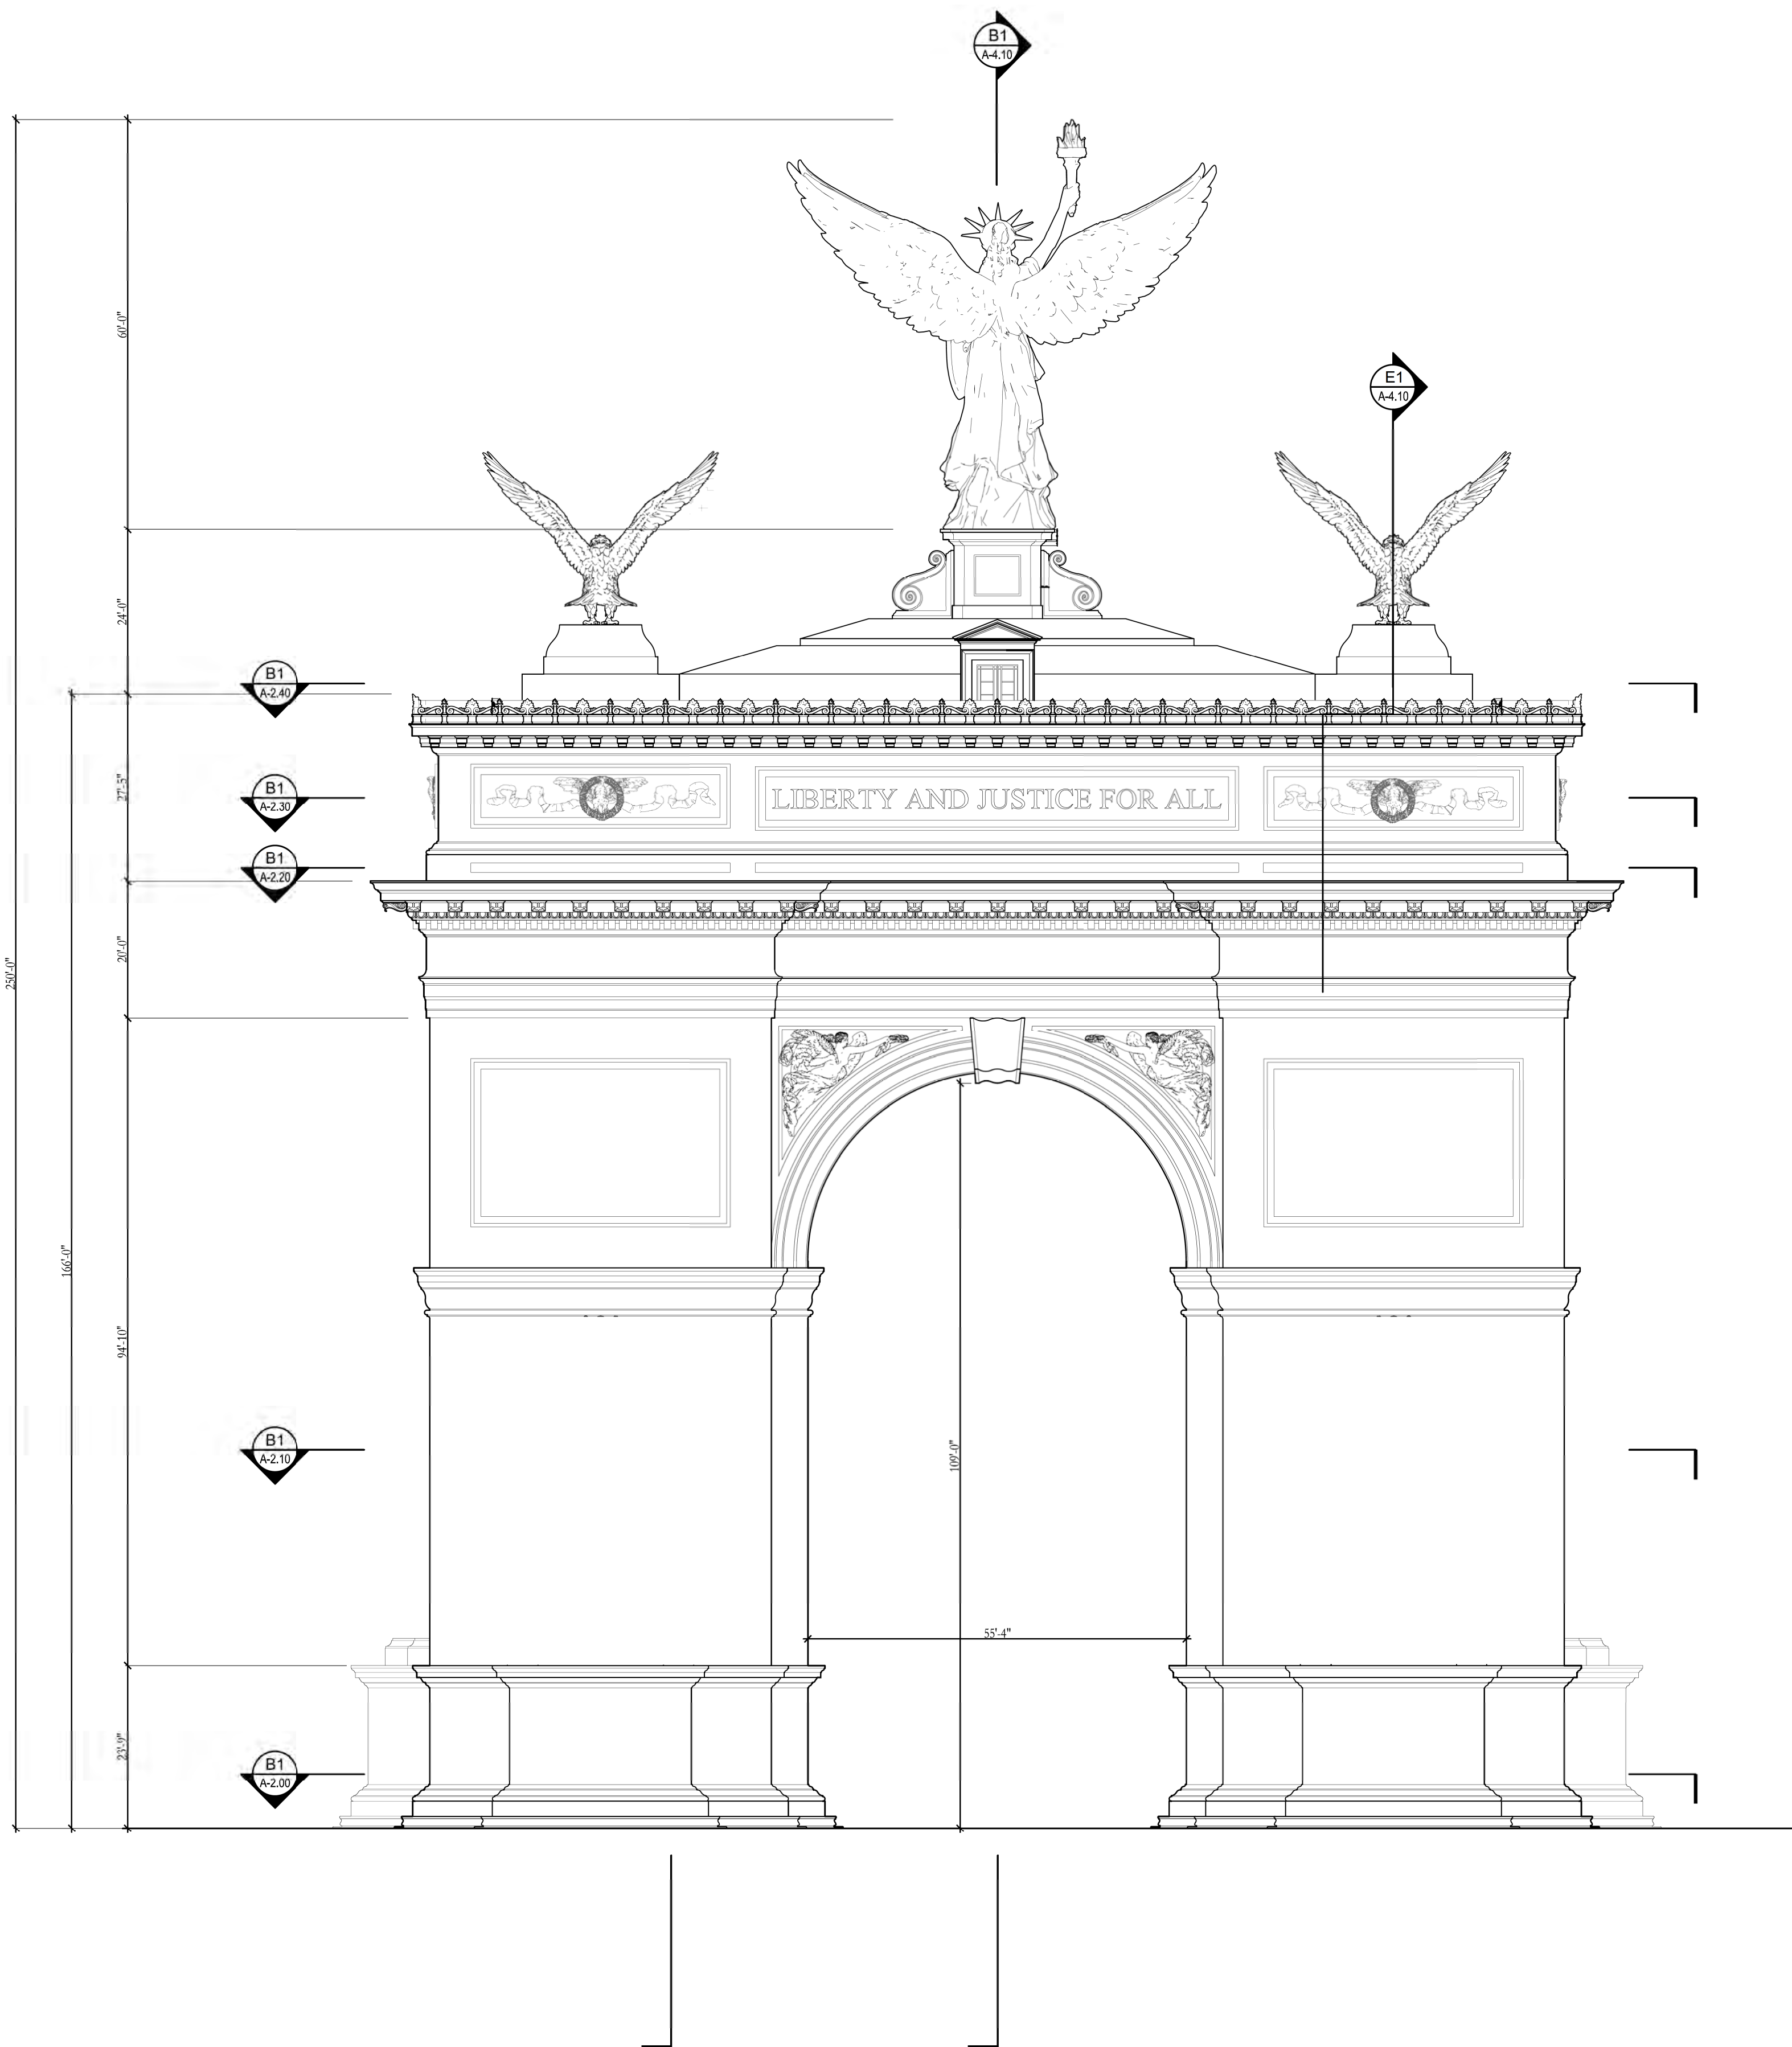 B1
A-4.10
60'-0"
E1
A-4.10
24'-0"
B1
A-2.40
27'-5"
B1
A-2.30
LIBERTY AND JUSTICE FOR ALL
B1
A-2.20
20'-0"
250'-0"
166'-0"
94'-10"
B1
A-2.10
109'-0"
55'-4"
23'-9"
B1
A-2.00